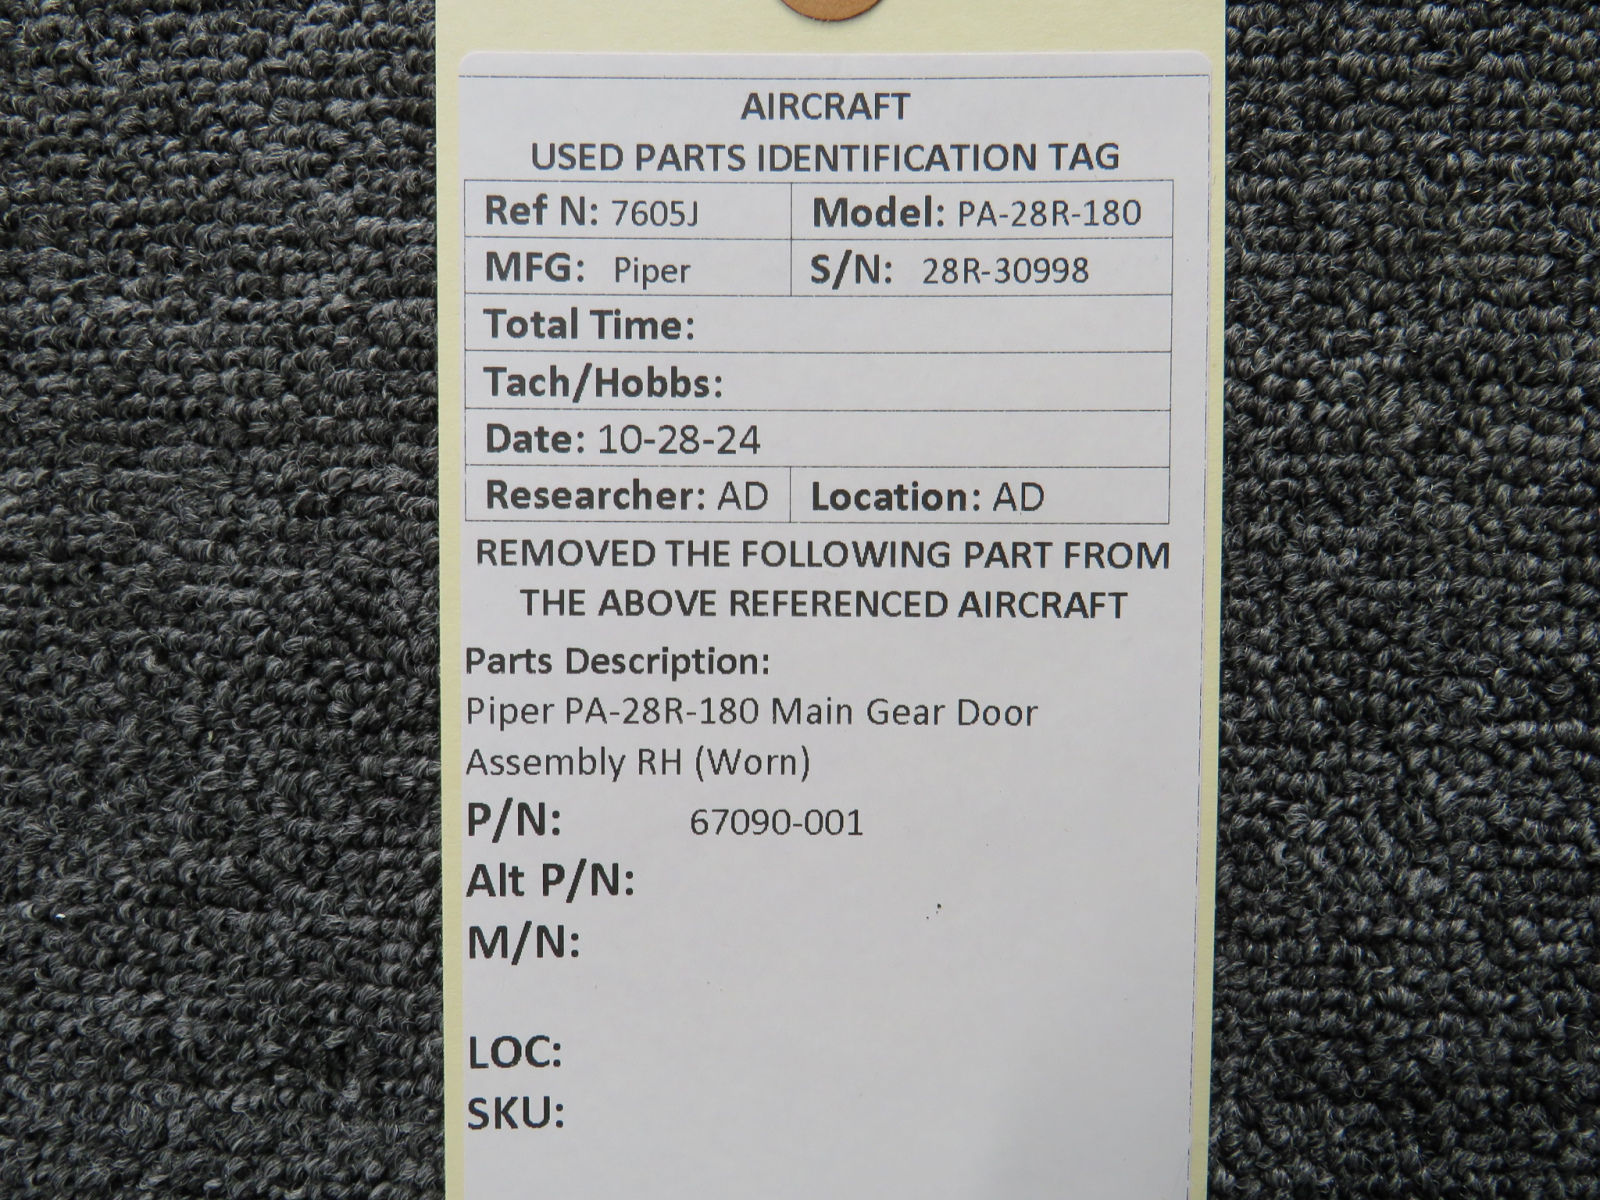 AIRCRAFT
USED PARTS IDENTIFICATION TAG
Ref N: 7605J Model: PA-28R-180
MFG: Piper S/N: 28R-30998
Total Time:
Tach/Hobbs:
Date: 10-28-24
Researcher: AD Location: AD
REMOVED THE FOLLOWING PART FROM
THE ABOVE REFERENCED AIRCRAFT
Parts Description:
Piper PA-28R-180 Main Gear Door
Assembly RH (Worn)
P/N: 67090-001
Alt P/N:
M/N:
LOC:
SKU: